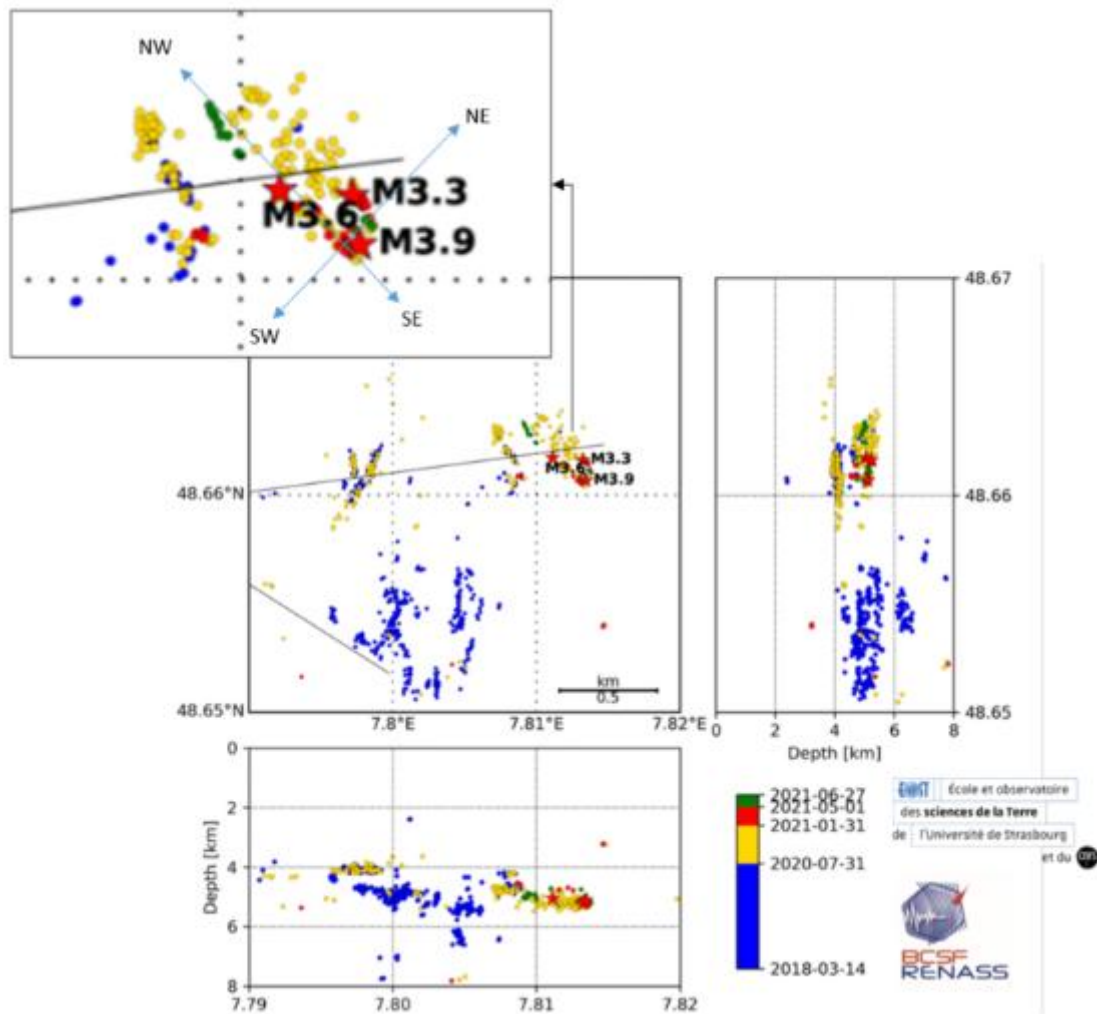 NW
NE
M3.3
M3.6
M3.9
SW
SE
48.67
M3.3
M3.6
M3.9
48.66°N
48.66
km
0.5
48.65°N
48.65
7.8°E
7.81°E
7.82°E
0
2
4
6
8
Depth [km]
0
2
4
6
8
Depth [km]
7.79
7.80
7.81
7.82
2021-06-27
2021-05-01
2021-01-31
2020-07-31
2018-03-14
EOST École et observatoire
des sciences de la Terre
de l'Université de Strasbourg
et du cnrs
BCSF
RENASS